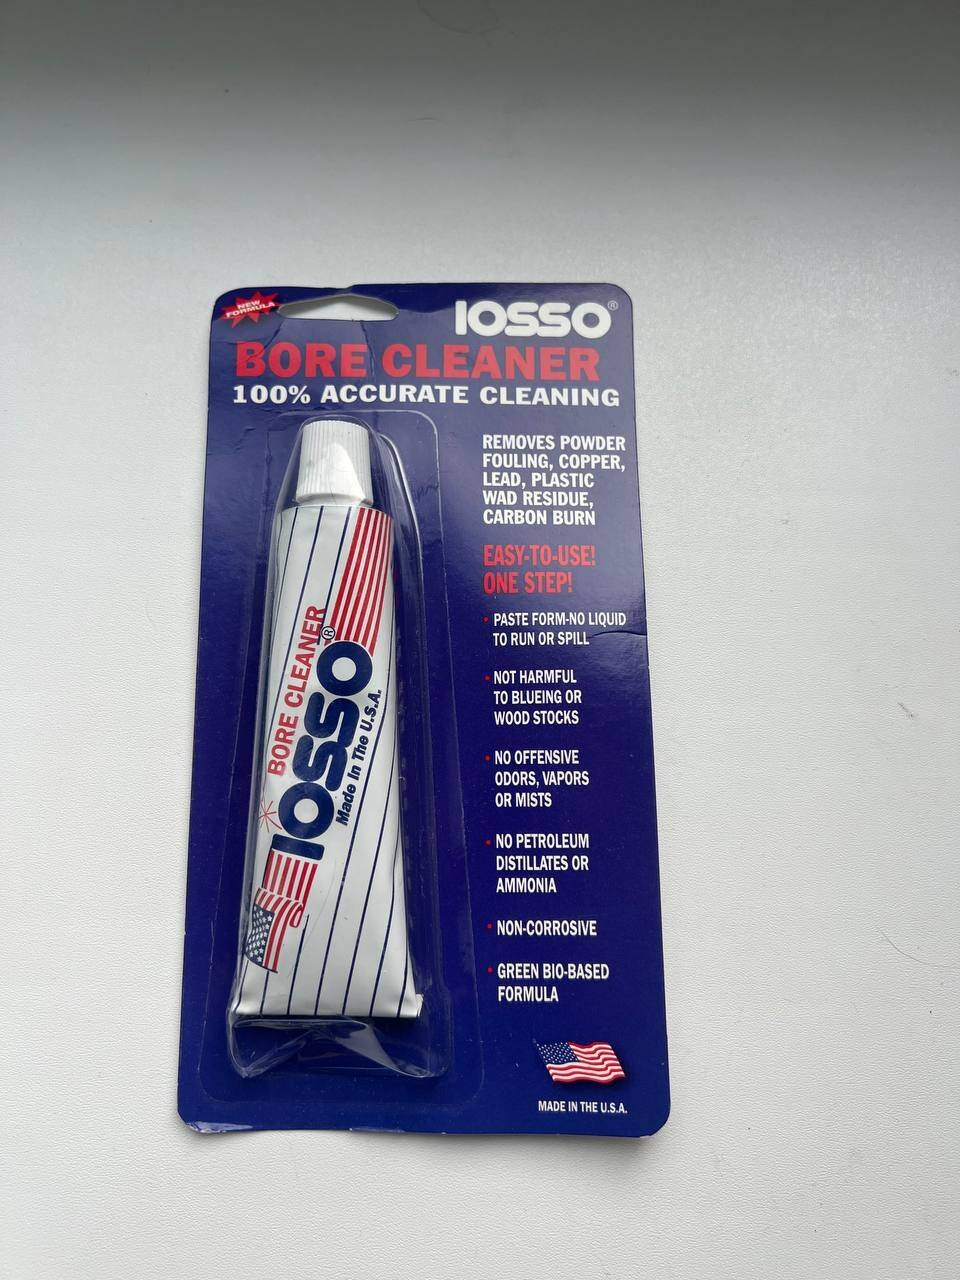 NEW
FORMULA
IOSSO®
BORE CLEANER
100% ACCURATE CLEANING
REMOVES POWDER
FOULING, COPPER,
LEAD, PLASTIC
WAD RESIDUE,
CARBON BURN
EASY-TO-USE!
ONE STEP!
• PASTE FORM-NO LIQUID
TO RUN OR SPILL
• NOT HARMFUL
TO BLUEING OR
WOOD STOCKS
• NO OFFENSIVE
ODORS, VAPORS
OR MISTS
• NO PETROLEUM
DISTILLATES OR
AMMONIA
• NON-CORROSIVE
• GREEN BIO-BASED
FORMULA
MADE IN THE U.S.A.
BORE CLEANER
IOSSO®
Made In The U.S.A.